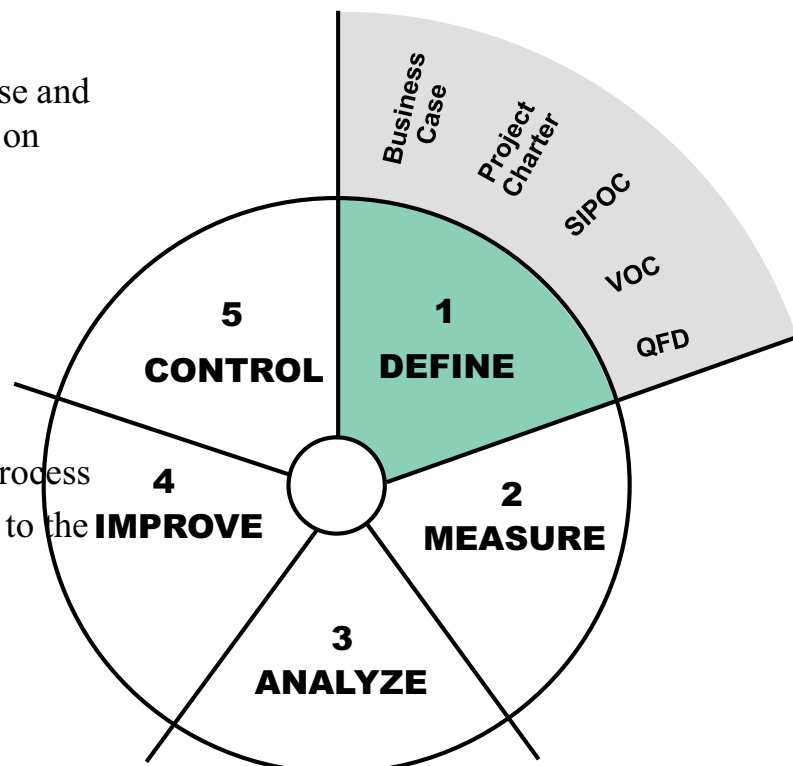 se and
on
rocess
to the
Business
Case
Project
Charter
SIPOC
VOC
QFD
1
DEFINE
2
MEASURE
3
ANALYZE
4
IMPROVE
5
CONTROL